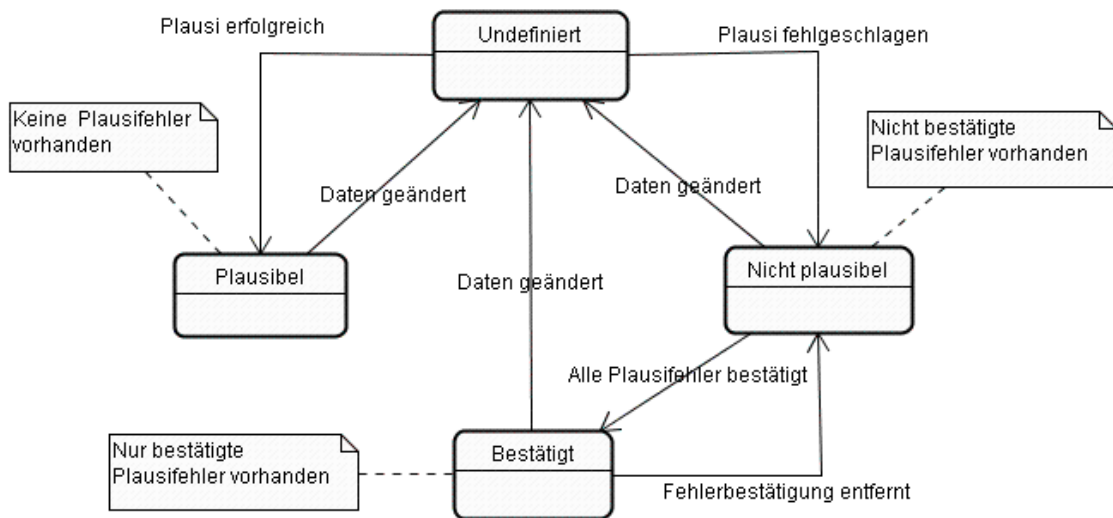 Plausi erfolgreich
Undefiniert
Plausi fehlgeschlagen
Keine Plausifehler
vorhanden
Nicht bestätigte
Plausifehler vorhanden
Daten geändert
Daten geändert
Plausibel
Daten geändert
Nicht plausibel
Alle Plausifehler bestätigt
Nur bestätigte
Plausifehler vorhanden
Bestätigt
Fehlerbestätigung entfernt